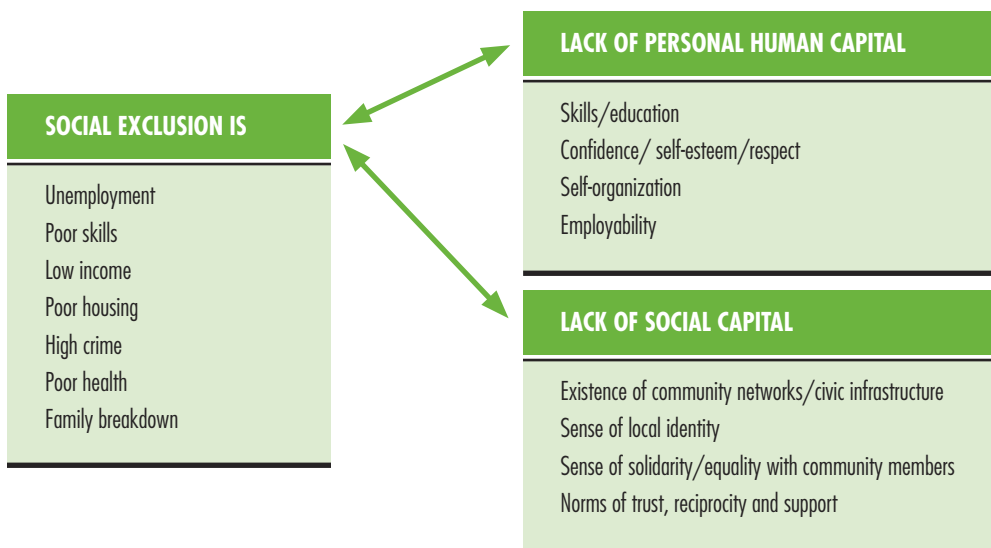 SOCIAL EXCLUSION IS
Unemployment
Poor skills
Low income
Poor housing
High crime
Poor health
Family breakdown
LACK OF PERSONAL HUMAN CAPITAL
Skills/education
Confidence/ self-esteem/respect
Self-organization
Employability
LACK OF SOCIAL CAPITAL
Existence of community networks/civic infrastructure
Sense of local identity
Sense of solidarity/equality with community members
Norms of trust, reciprocity and support